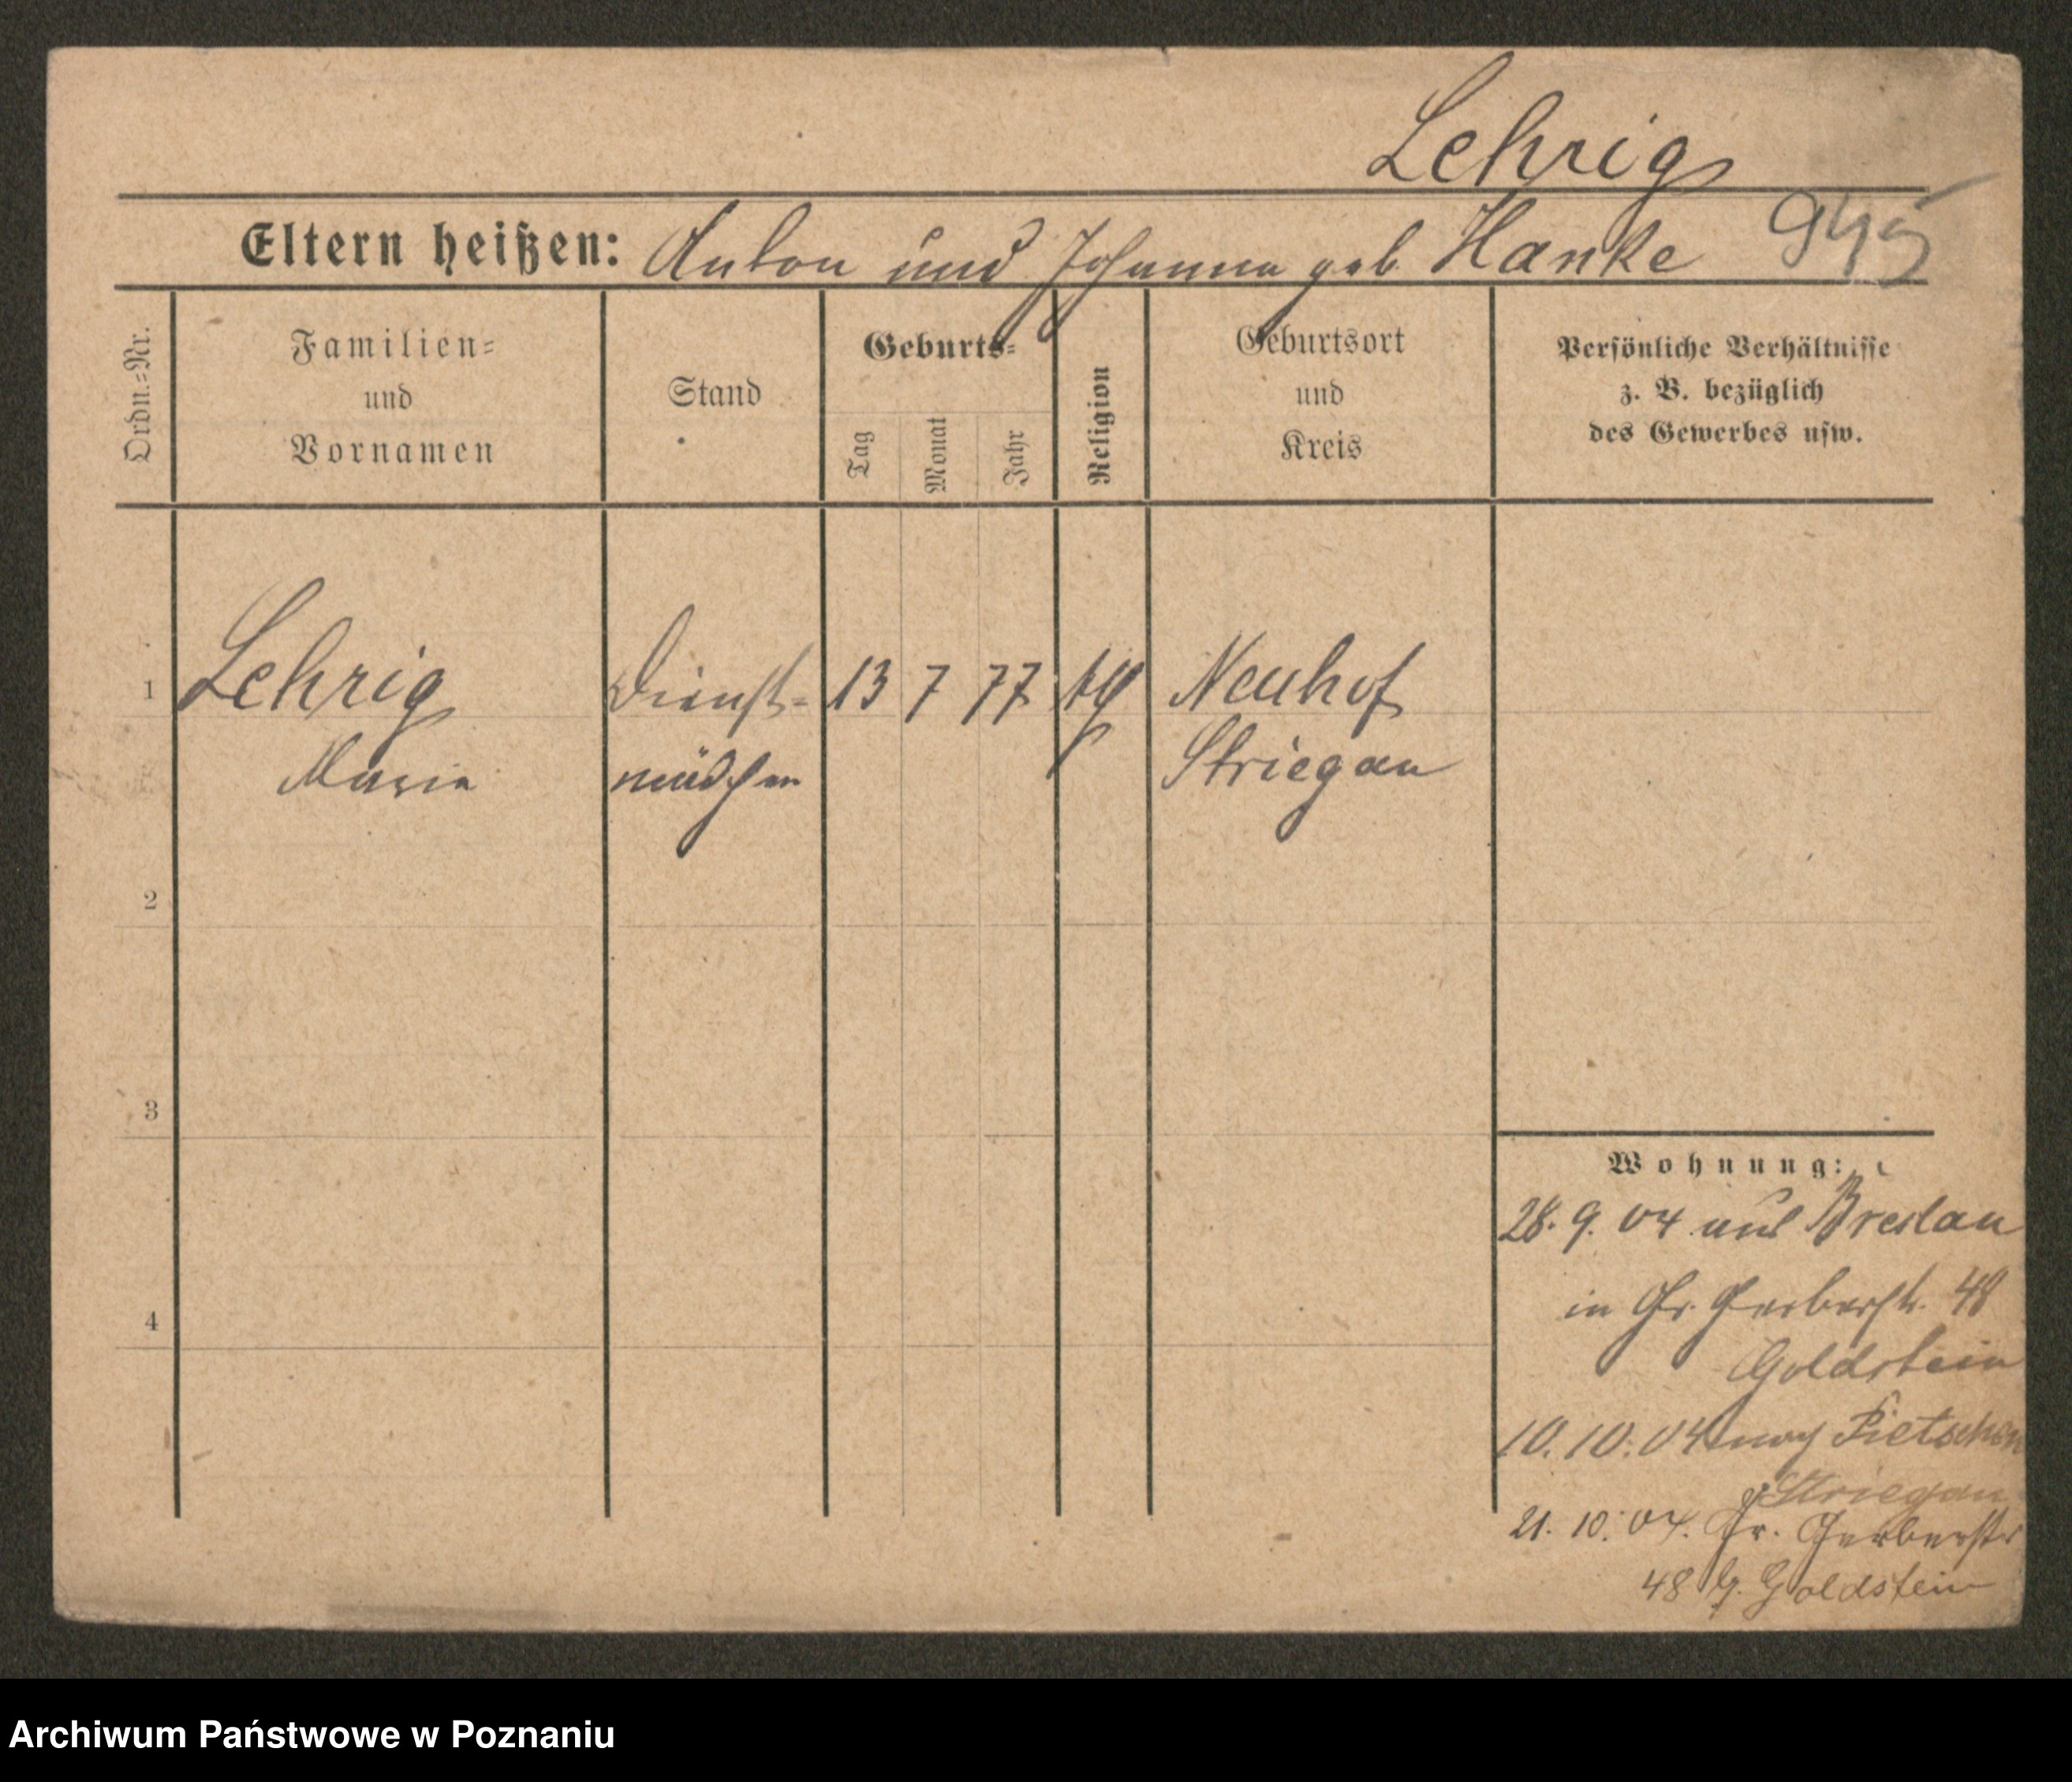 Lehrig
Eltern heißen: Anton und Johanna geb. Hanke 945
Ordn.=Nr.
Familien=
und
Vornamen
Stand
Geburts=
Tag
Monat
Jahr
Religion
Geburtsort
und
Kreis
Persönliche Verhältnisse
z. B. bezüglich
des Gewerbes usw.
1 Lehrig Dienst= 13 7 77 Neuhof
Marie mädchen Striegau
2
3
4
Wohnung:
28. 9. 04 aus Breslau
in Gr. Gerberstr. 48
Goldstein
10. 10. 04 nach Pietschen
Striegau
21. 10. 04. Gr. Gerberstr
48 b. Goldstein
Archiwum Państwowe w Poznaniu